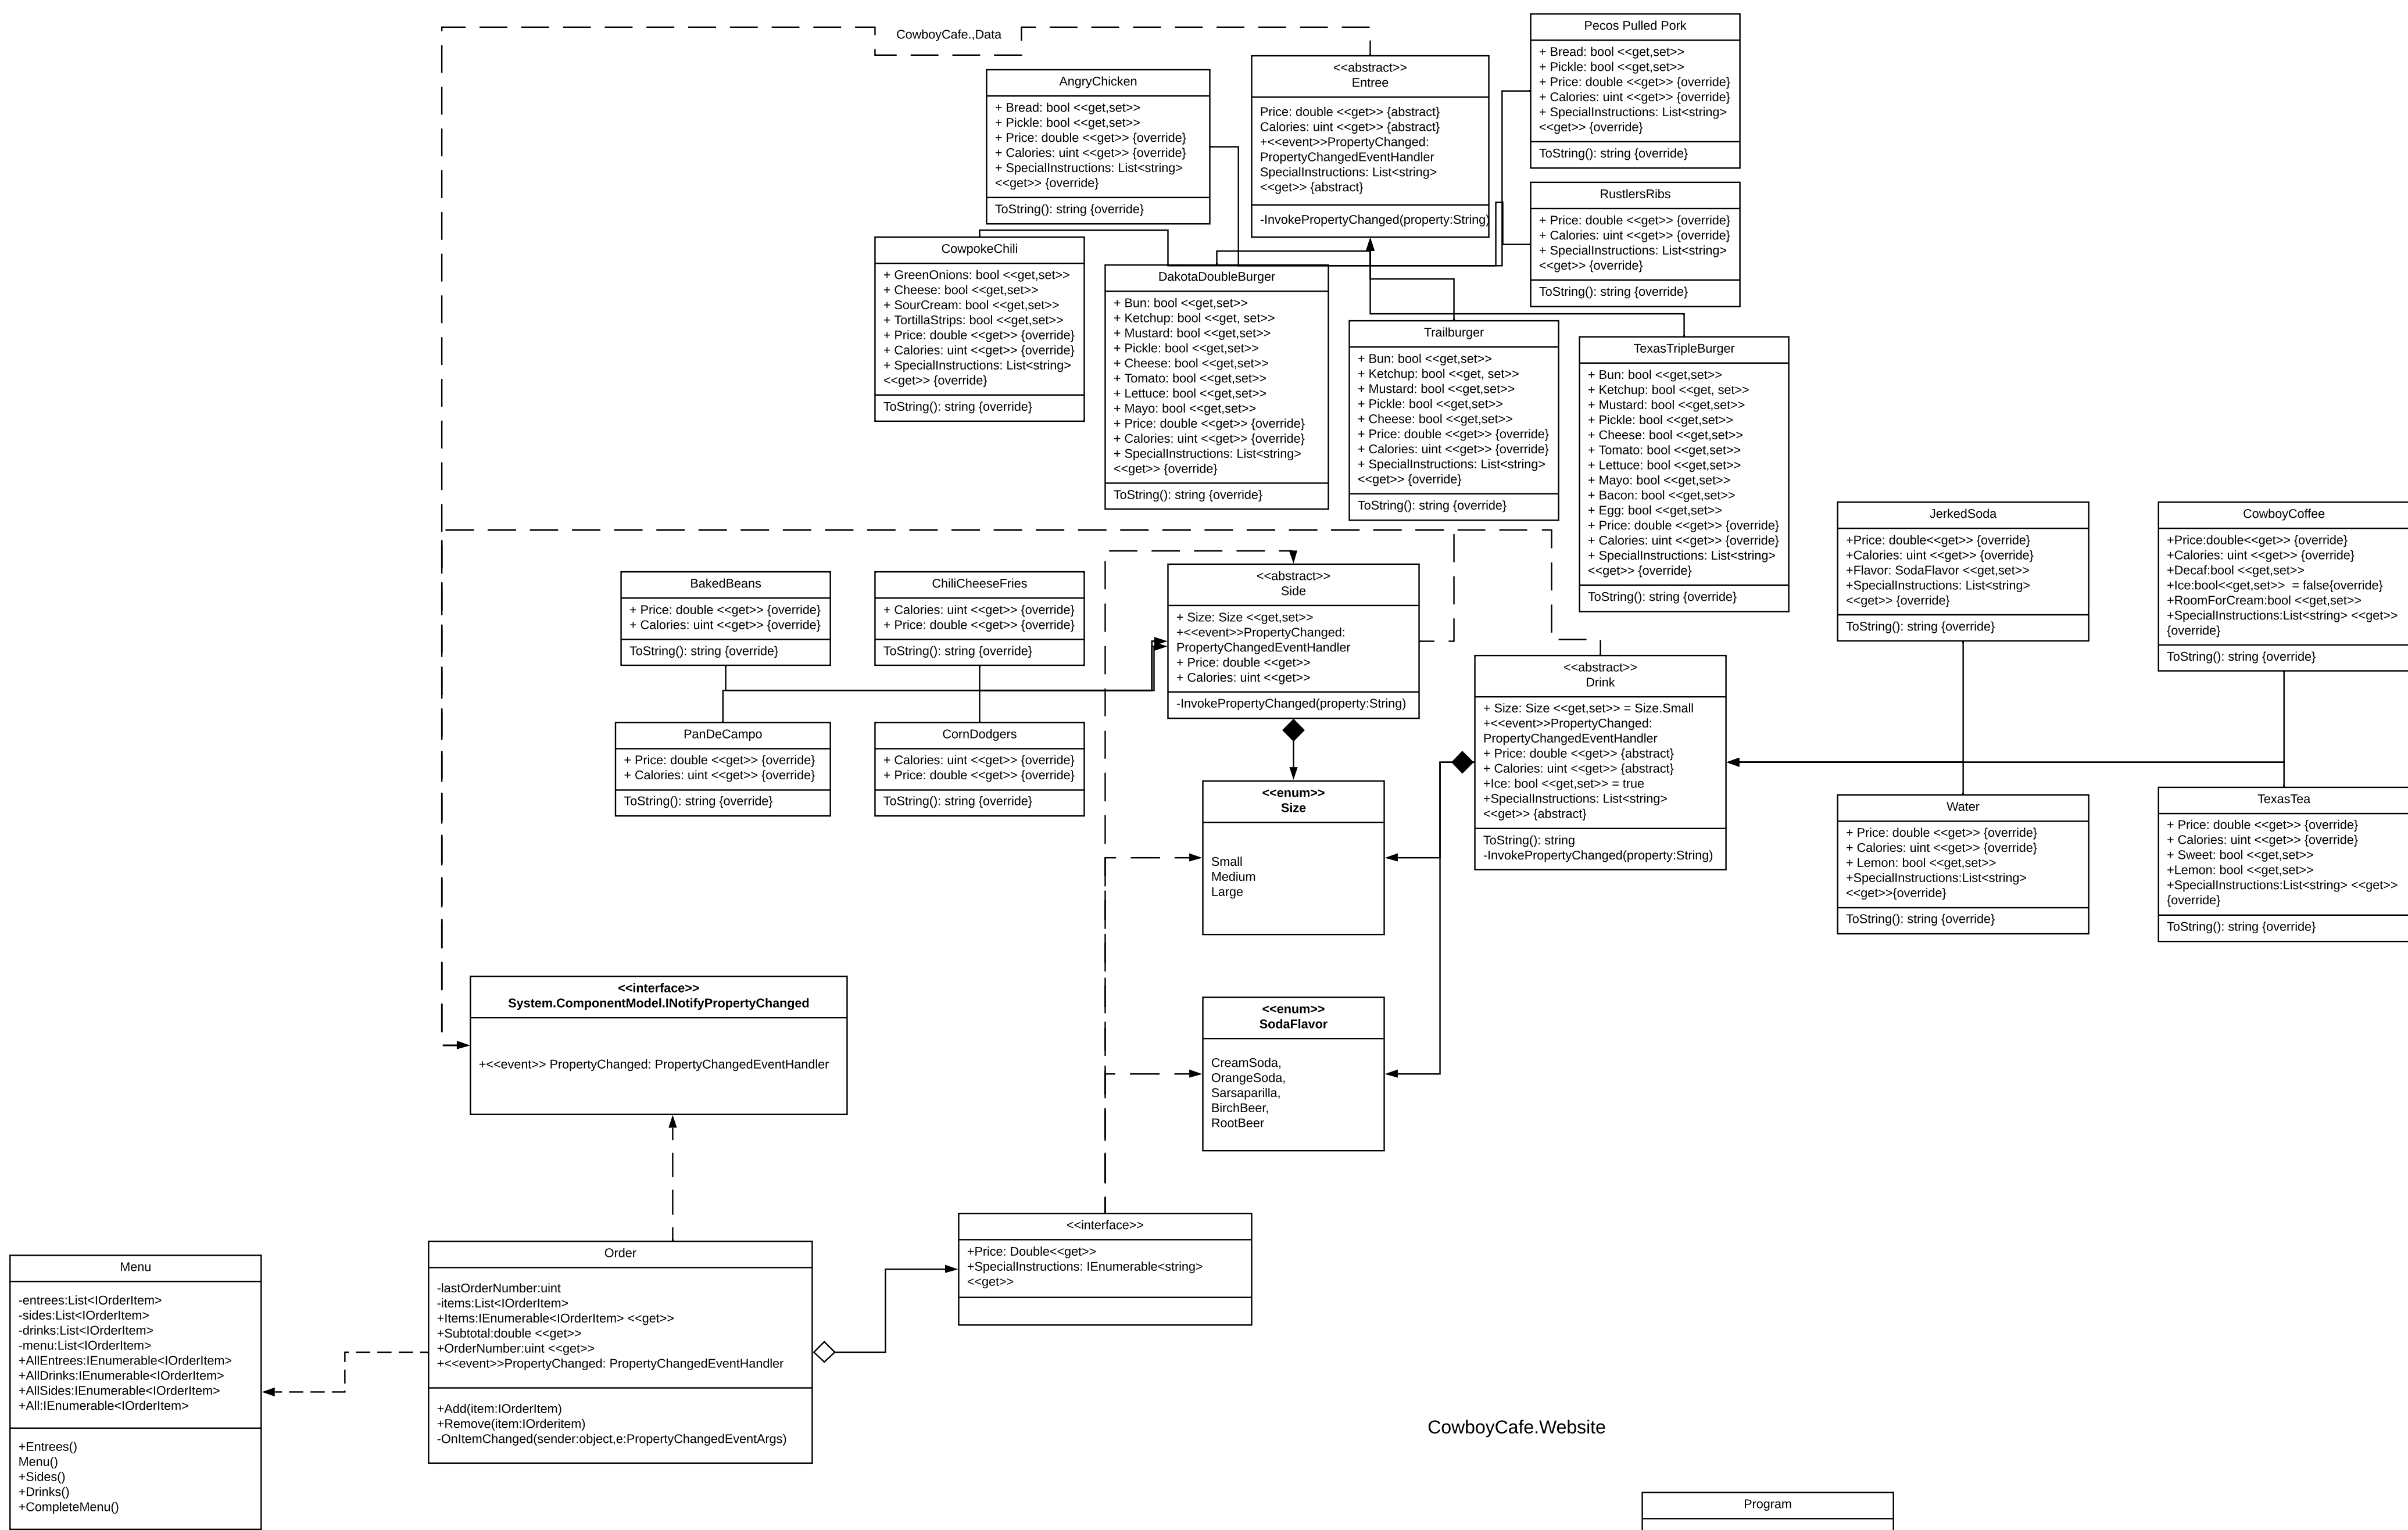 CowboyCafe.,Data
Pecos Pulled Pork
+ Bread: bool <<get,set>>
+ Pickle: bool <<get,set>>
+ Price: double <<get>> {override}
+ Calories: uint <<get>> {override}
+ SpecialInstructions: List<string>
<<get>> {override}
ToString(): string {override}
<<abstract>>
Entree
Price: double <<get>> {abstract}
Calories: uint <<get>> {abstract}
+<<event>>PropertyChanged:
PropertyChangedEventHandler
SpecialInstructions: List<string>
<<get>> {abstract}
-InvokePropertyChanged(property:String)
AngryChicken
+ Bread: bool <<get,set>>
+ Pickle: bool <<get,set>>
+ Price: double <<get>> {override}
+ Calories: uint <<get>> {override}
+ SpecialInstructions: List<string>
<<get>> {override}
ToString(): string {override}
RustlersRibs
+ Price: double <<get>> {override}
+ Calories: uint <<get>> {override}
+ SpecialInstructions: List<string>
<<get>> {override}
ToString(): string {override}
CowpokeChili
+ GreenOnions: bool <<get,set>>
+ Cheese: bool <<get,set>>
+ SourCream: bool <<get,set>>
+ TortillaStrips: bool <<get,set>>
+ Price: double <<get>> {override}
+ Calories: uint <<get>> {override}
+ SpecialInstructions: List<string>
<<get>> {override}
ToString(): string {override}
DakotaDoubleBurger
+ Bun: bool <<get,set>>
+ Ketchup: bool <<get, set>>
+ Mustard: bool <<get,set>>
+ Pickle: bool <<get,set>>
+ Cheese: bool <<get,set>>
+ Tomato: bool <<get,set>>
+ Lettuce: bool <<get,set>>
+ Mayo: bool <<get,set>>
+ Price: double <<get>> {override}
+ Calories: uint <<get>> {override}
+ SpecialInstructions: List<string>
<<get>> {override}
ToString(): string {override}
Trailburger
+ Bun: bool <<get,set>>
+ Ketchup: bool <<get, set>>
+ Mustard: bool <<get,set>>
+ Pickle: bool <<get,set>>
+ Cheese: bool <<get,set>>
+ Price: double <<get>> {override}
+ Calories: uint <<get>> {override}
+ SpecialInstructions: List<string>
<<get>> {override}
ToString(): string {override}
TexasTripleBurger
+ Bun: bool <<get,set>>
+ Ketchup: bool <<get, set>>
+ Mustard: bool <<get,set>>
+ Pickle: bool <<get,set>>
+ Cheese: bool <<get,set>>
+ Tomato: bool <<get,set>>
+ Lettuce: bool <<get,set>>
+ Mayo: bool <<get,set>>
+ Bacon: bool <<get,set>>
+ Egg: bool <<get,set>>
+ Price: double <<get>> {override}
+ Calories: uint <<get>> {override}
+ SpecialInstructions: List<string>
<<get>> {override}
ToString(): string {override}
JerkedSoda
+Price: double<<get>> {override}
+Calories: uint <<get>> {override}
+Flavor: SodaFlavor <<get,set>>
+SpecialInstructions: List<string>
<<get>> {override}
ToString(): string {override}
CowboyCoffee
+Price:double<<get>> {override}
+Calories: uint <<get>> {override}
+Decaf:bool <<get,set>>
+Ice:bool<<get,set>>  = false{override}
+RoomForCream:bool <<get,set>>
+SpecialInstructions:List<string> <<get>>
{override}
ToString(): string {override}
BakedBeans
+ Price: double <<get>> {override}
+ Calories: uint <<get>> {override}
ToString(): string {override}
ChiliCheeseFries
+ Calories: uint <<get>> {override}
+ Price: double <<get>> {override}
ToString(): string {override}
<<abstract>>
Side
+ Size: Size <<get,set>>
+<<event>>PropertyChanged:
PropertyChangedEventHandler
+ Price: double <<get>>
+ Calories: uint <<get>>
-InvokePropertyChanged(property:String)
<<abstract>>
Drink
+ Size: Size <<get,set>> = Size.Small
+<<event>>PropertyChanged:
PropertyChangedEventHandler
+ Price: double <<get>> {abstract}
+ Calories: uint <<get>> {abstract}
+Ice: bool <<get,set>> = true
+SpecialInstructions: List<string>
<<get>> {abstract}
ToString(): string
-InvokePropertyChanged(property:String)
PanDeCampo
+ Price: double <<get>> {override}
+ Calories: uint <<get>> {override}
ToString(): string {override}
CornDodgers
+ Calories: uint <<get>> {override}
+ Price: double <<get>> {override}
ToString(): string {override}
<<enum>>
Size
Small
Medium
Large
Water
+ Price: double <<get>> {override}
+ Calories: uint <<get>> {override}
+ Lemon: bool <<get,set>>
+SpecialInstructions:List<string>
<<get>>{override}
ToString(): string {override}
TexasTea
+ Price: double <<get>> {override}
+ Calories: uint <<get>> {override}
+ Sweet: bool <<get,set>>
+Lemon: bool <<get,set>>
+SpecialInstructions:List<string> <<get>>
{override}
ToString(): string {override}
<<interface>>
System.ComponentModel.INotifyPropertyChanged
+<<event>> PropertyChanged: PropertyChangedEventHandler
<<enum>>
SodaFlavor
CreamSoda,
OrangeSoda,
Sarsaparilla,
BirchBeer,
RootBeer
<<interface>>
+Price: Double<<get>>
+SpecialInstructions: IEnumerable<string>
<<get>>
Order
-lastOrderNumber:uint
-items:List<IOrderItem>
+Items:IEnumerable<IOrderItem> <<get>>
+Subtotal:double <<get>>
+OrderNumber:uint <<get>>
+<<event>>PropertyChanged: PropertyChangedEventHandler
+Add(item:IOrderItem)
+Remove(item:IOrderitem)
-OnItemChanged(sender:object,e:PropertyChangedEventArgs)
Menu
-entrees:List<IOrderItem>
-sides:List<IOrderItem>
-drinks:List<IOrderItem>
-menu:List<IOrderItem>
+AllEntrees:IEnumerable<IOrderItem>
+AllDrinks:IEnumerable<IOrderItem>
+AllSides:IEnumerable<IOrderItem>
+All:IEnumerable<IOrderItem>
+Entrees()
Menu()
+Sides()
+Drinks()
+CompleteMenu()
CowboyCafe.Website
Program